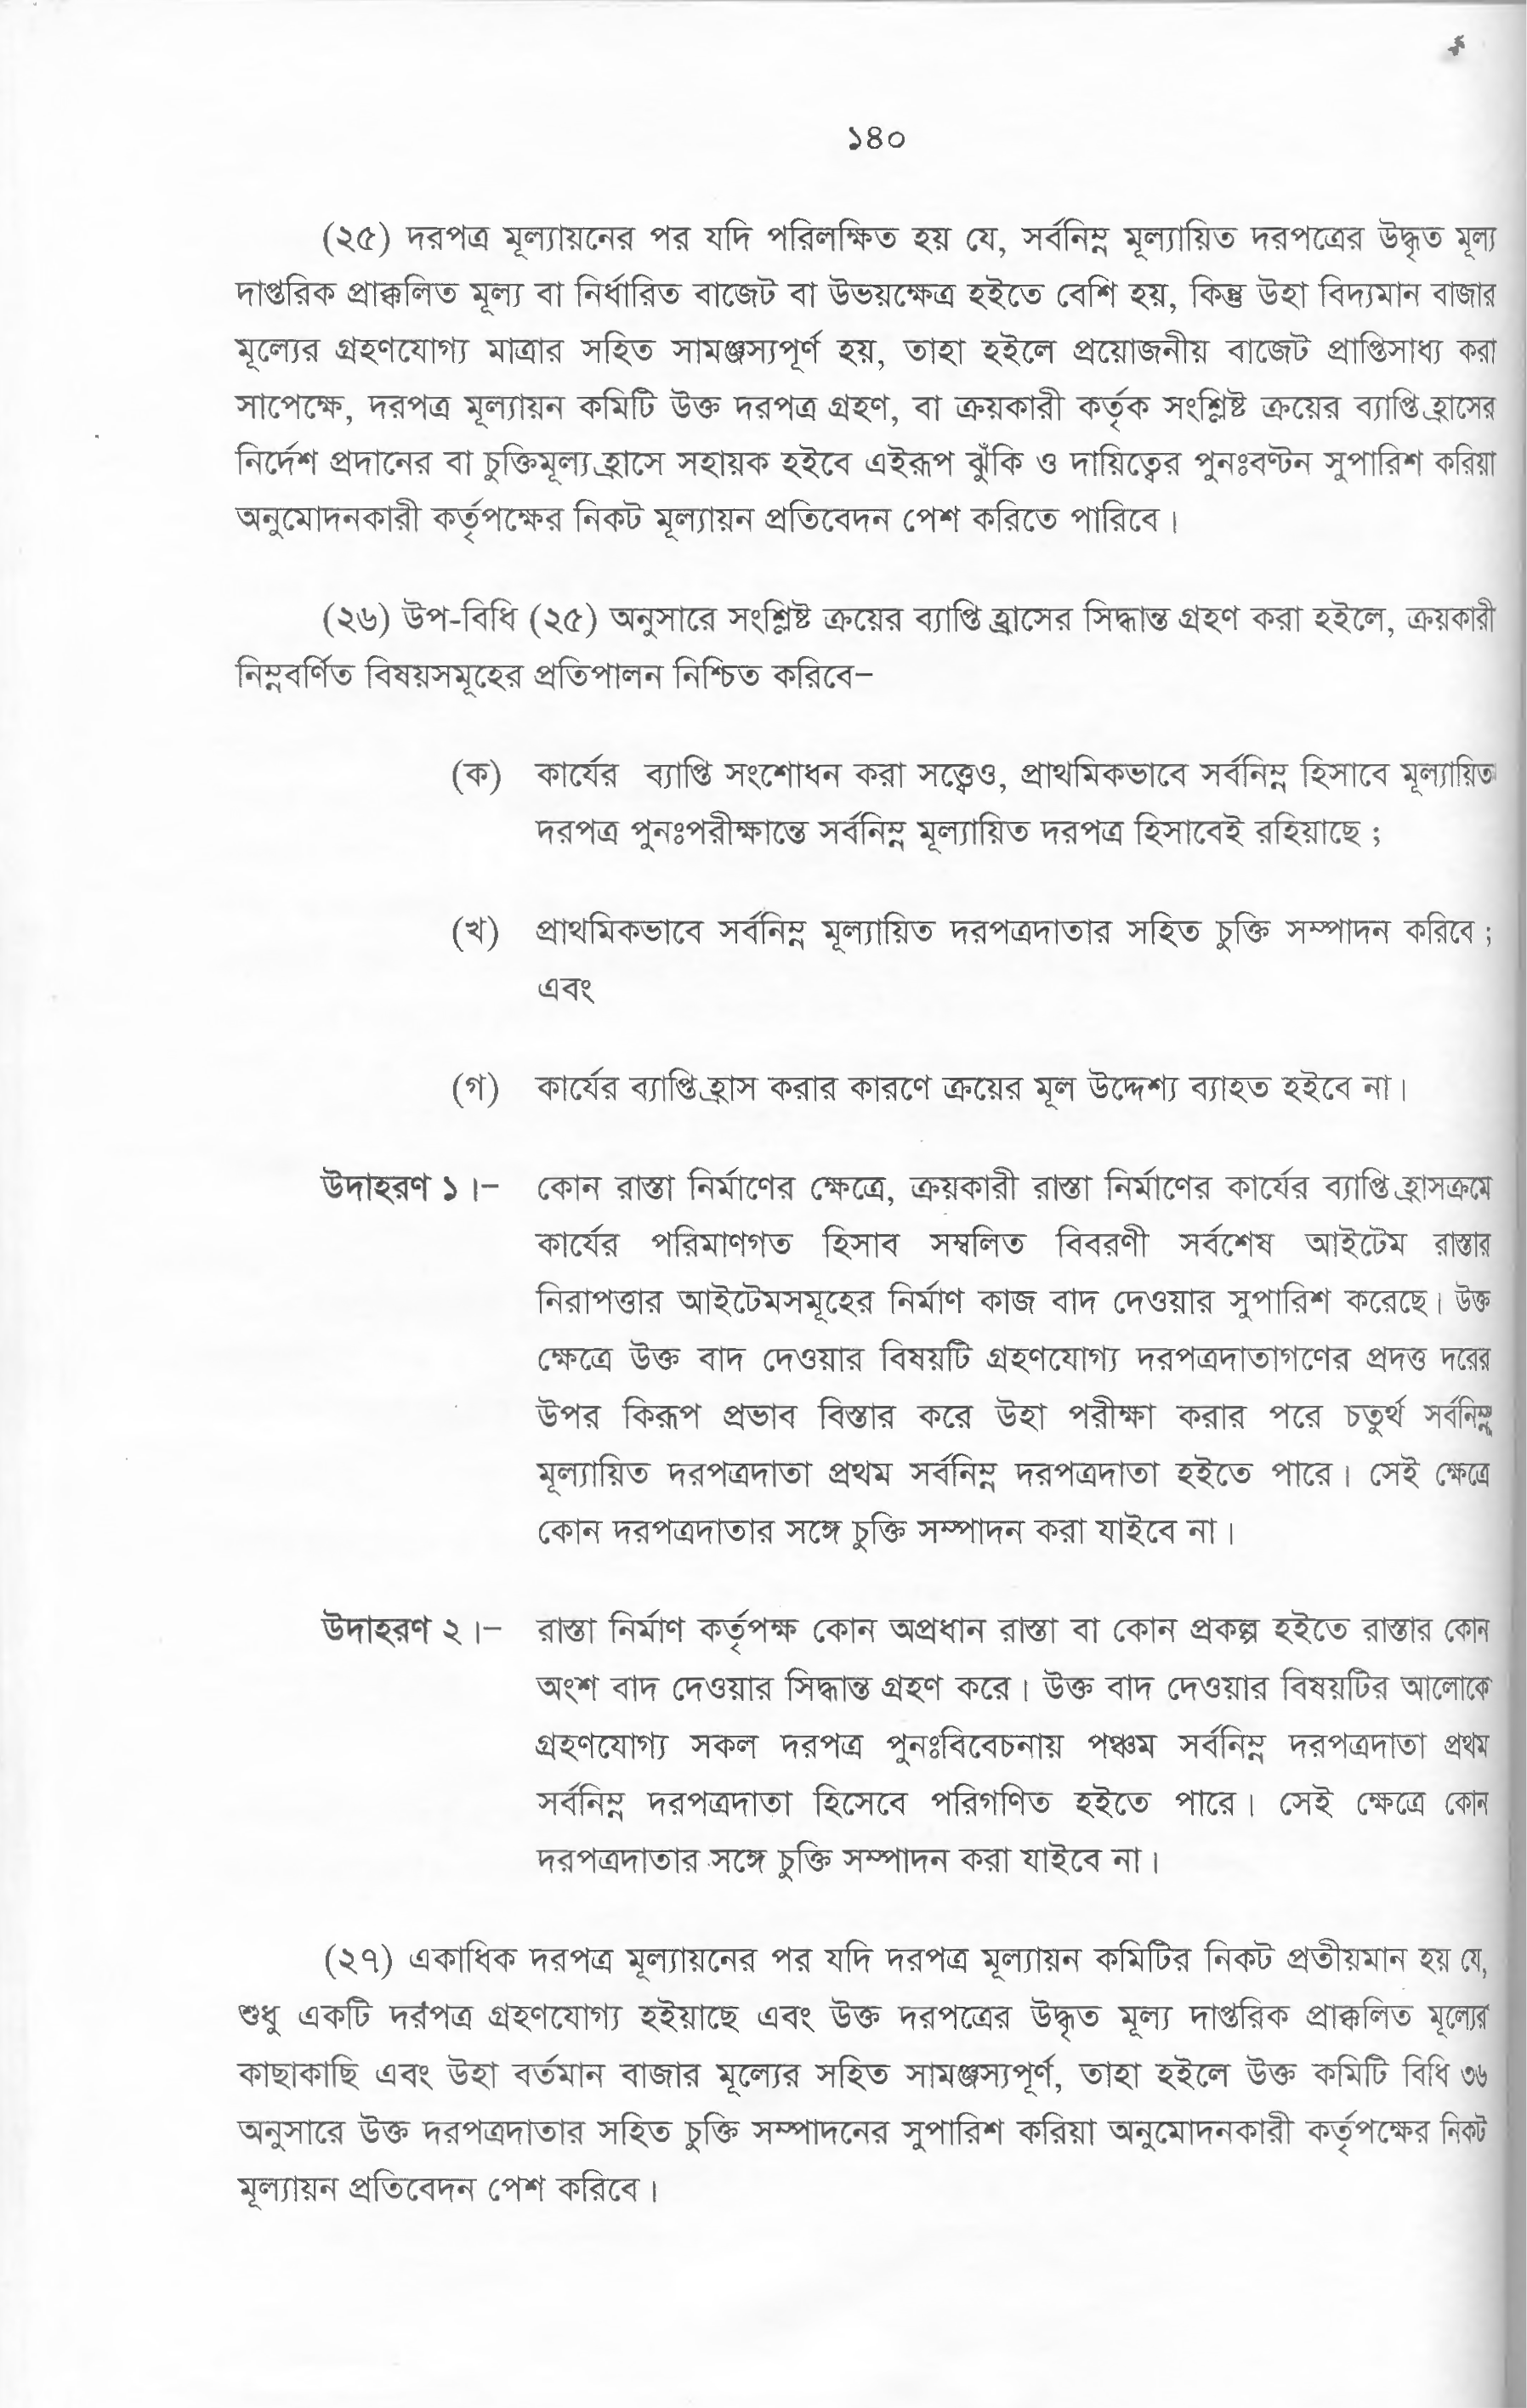 ১৪০
(২৫) দরপত্র মূল্যায়নের পর যদি পরিলক্ষিত হয় যে, সর্বনিম্ন মূল্যায়িত দরপত্রের উদ্ধৃত মূল্য
দাপ্তরিক প্রাক্কলিত মূল্য বা নির্ধারিত বাজেট বা উভয়ক্ষেত্র হইতে বেশি হয়, কিন্তু উহা বিদ্যমান বাজার
মূল্যের গ্রহণযোগ্য মাত্রার সহিত সামঞ্জস্যপূর্ণ হয়, তাহা হইলে প্রয়োজনীয় বাজেট প্রাপ্তিসাধ্য করা
সাপেক্ষে, দরপত্র মূল্যায়ন কমিটি উক্ত দরপত্র গ্রহণ, বা ক্রয়কারী কর্তৃক সংশ্লিষ্ট ক্রয়ের ব্যাপ্তি হ্রাসের
নির্দেশ প্রদানের বা চুক্তিমূল্য হ্রাসে সহায়ক হইবে এইরূপ ঝুঁকি ও দায়িত্বের পুনঃবণ্টন সুপারিশ করিয়া
অনুমোদনকারী কর্তৃপক্ষের নিকট মূল্যায়ন প্রতিবেদন পেশ করিতে পারিবে।
(২৬) উপ-বিধি (২৫) অনুসারে সংশ্লিষ্ট ক্রয়ের ব্যাপ্তি হ্রাসের সিদ্ধান্ত গ্রহণ করা হইলে, ক্রয়কারী
নিম্নবর্ণিত বিষয়সমূহের প্রতিপালন নিশ্চিত করিবে–
(ক) কার্যের ব্যাপ্তি সংশোধন করা সত্ত্বেও, প্রাথমিকভাবে সর্বনিম্ন হিসাবে মূল্যায়িত
দরপত্র পুনঃপরীক্ষান্তে সর্বনিম্ন মূল্যায়িত দরপত্র হিসাবেই রহিয়াছে ;
(খ) প্রাথমিকভাবে সর্বনিম্ন মূল্যায়িত দরপত্রদাতার সহিত চুক্তি সম্পাদন করিবে ;
এবং
(গ) কার্যের ব্যাপ্তি হ্রাস করার কারণে ক্রয়ের মূল উদ্দেশ্য ব্যাহত হইবে না।
উদাহরণ ১।– কোন রাস্তা নির্মাণের ক্ষেত্রে, ক্রয়কারী রাস্তা নির্মাণের কার্যের ব্যাপ্তি হ্রাসক্রমে
কার্যের পরিমাণগত হিসাব সম্বলিত বিবরণী সর্বশেষ আইটেম রাস্তার
নিরাপত্তার আইটেমসমূহের নির্মাণ কাজ বাদ দেওয়ার সুপারিশ করেছে। উক্ত
ক্ষেত্রে উক্ত বাদ দেওয়ার বিষয়টি গ্রহণযোগ্য দরপত্রদাতাগণের প্রদত্ত দরের
উপর কিরূপ প্রভাব বিস্তার করে উহা পরীক্ষা করার পরে চতুর্থ সর্বনিম্ন
মূল্যায়িত দরপত্রদাতা প্রথম সর্বনিম্ন দরপত্রদাতা হইতে পারে। সেই ক্ষেত্রে
কোন দরপত্রদাতার সঙ্গে চুক্তি সম্পাদন করা যাইবে না।
উদাহরণ ২।– রাস্তা নির্মাণ কর্তৃপক্ষ কোন অপ্রধান রাস্তা বা কোন প্রকল্প হইতে রাস্তার কোন
অংশ বাদ দেওয়ার সিদ্ধান্ত গ্রহণ করে। উক্ত বাদ দেওয়ার বিষয়টির আলোকে
গ্রহণযোগ্য সকল দরপত্র পুনঃবিবেচনায় পঞ্চম সর্বনিম্ন দরপত্রদাতা প্রথম
সর্বনিম্ন দরপত্রদাতা হিসেবে পরিগণিত হইতে পারে। সেই ক্ষেত্রে কোন
দরপত্রদাতার সঙ্গে চুক্তি সম্পাদন করা যাইবে না।
(২৭) একাধিক দরপত্র মূল্যায়নের পর যদি দরপত্র মূল্যায়ন কমিটির নিকট প্রতীয়মান হয় যে,
শুধু একটি দরপত্র গ্রহণযোগ্য হইয়াছে এবং উক্ত দরপত্রের উদ্ধৃত মূল্য দাপ্তরিক প্রাক্কলিত মূল্যের
কাছাকাছি এবং উহা বর্তমান বাজার মূল্যের সহিত সামঞ্জস্যপূর্ণ, তাহা হইলে উক্ত কমিটি বিধি ৩৬
অনুসারে উক্ত দরপত্রদাতার সহিত চুক্তি সম্পাদনের সুপারিশ করিয়া অনুমোদনকারী কর্তৃপক্ষের নিকট
মূল্যায়ন প্রতিবেদন পেশ করিবে।